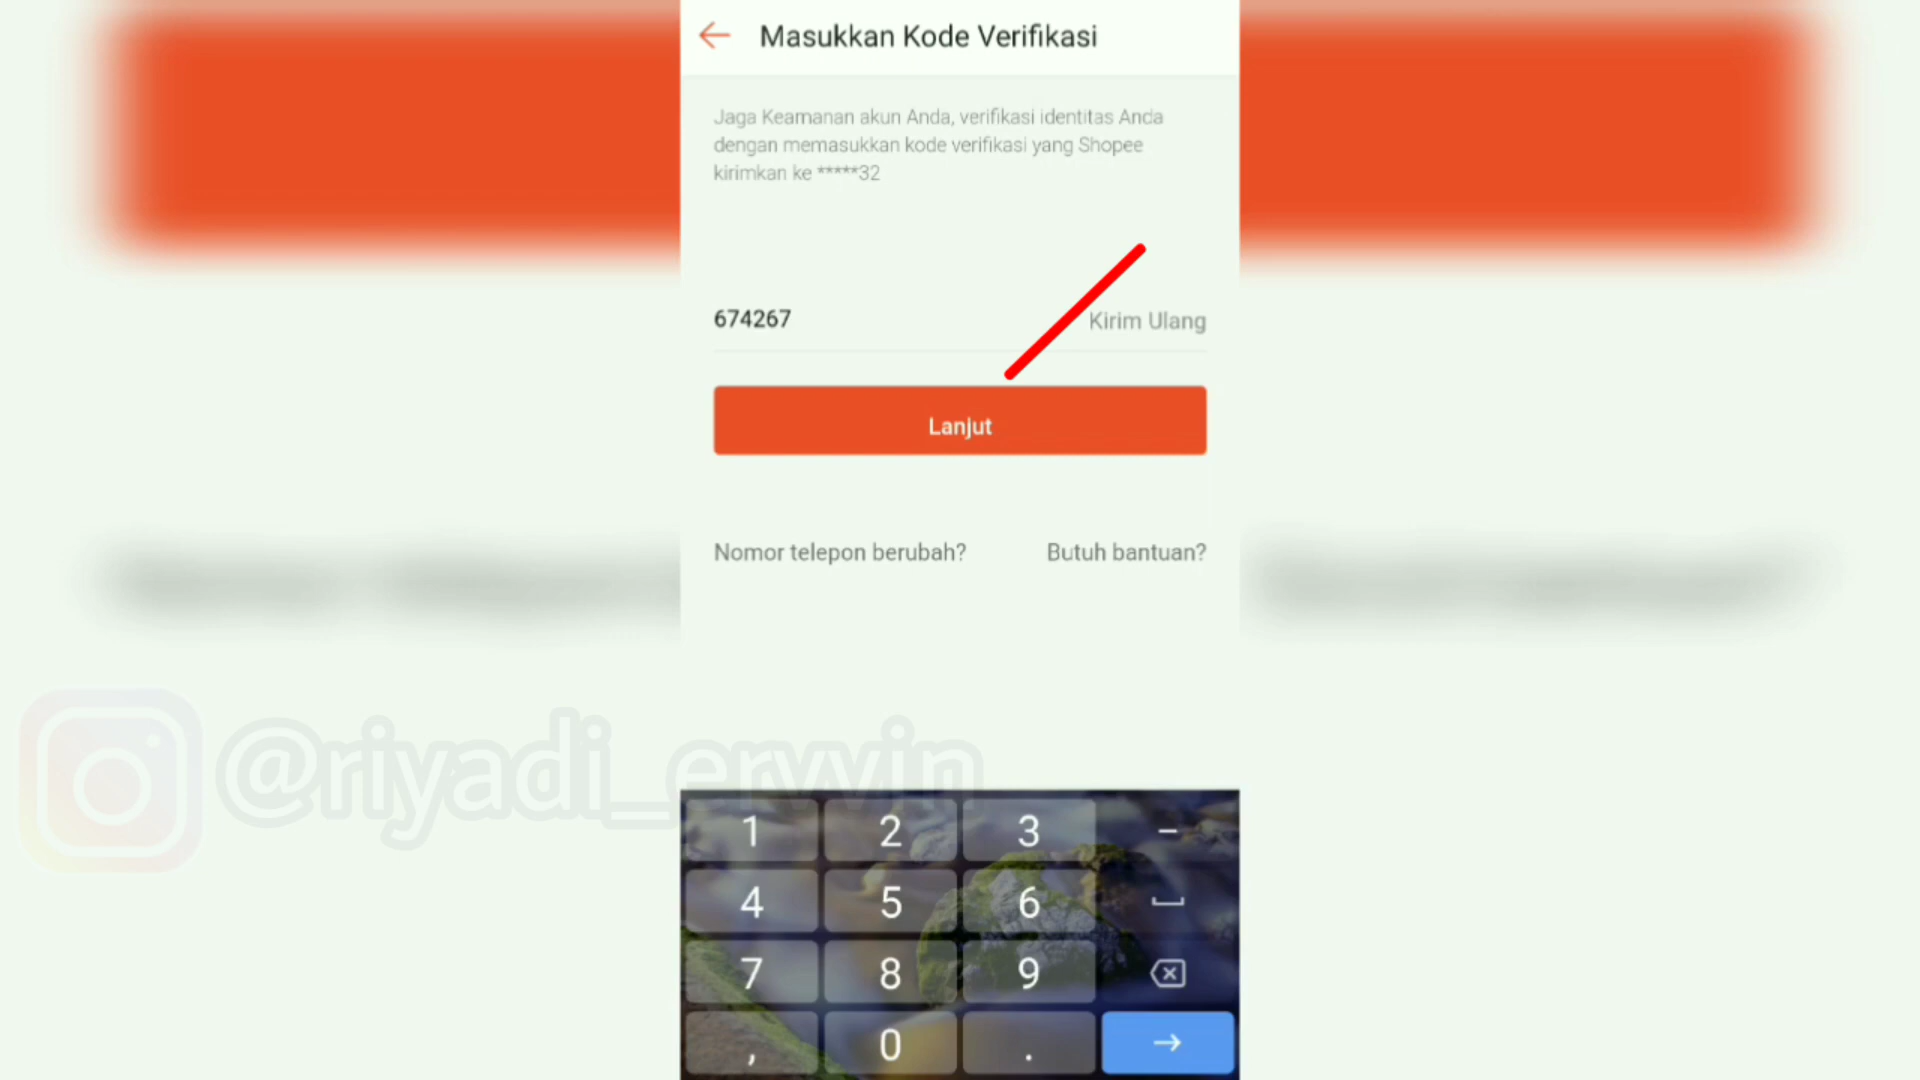 Masukkan Kode Verifikasi
Jaga Keamanan akun Anda, verifikasi identitas Anda
dengan memasukkan kode verifikasi yang Shopee
kirimkan ke *****32
674267
Kirim Ulang
Lanjut
Nomor telepon berubah?
Butuh bantuan?
@riyadi_ervvin
1 2 3 -
4 5 6
7 8 9
, 0 .